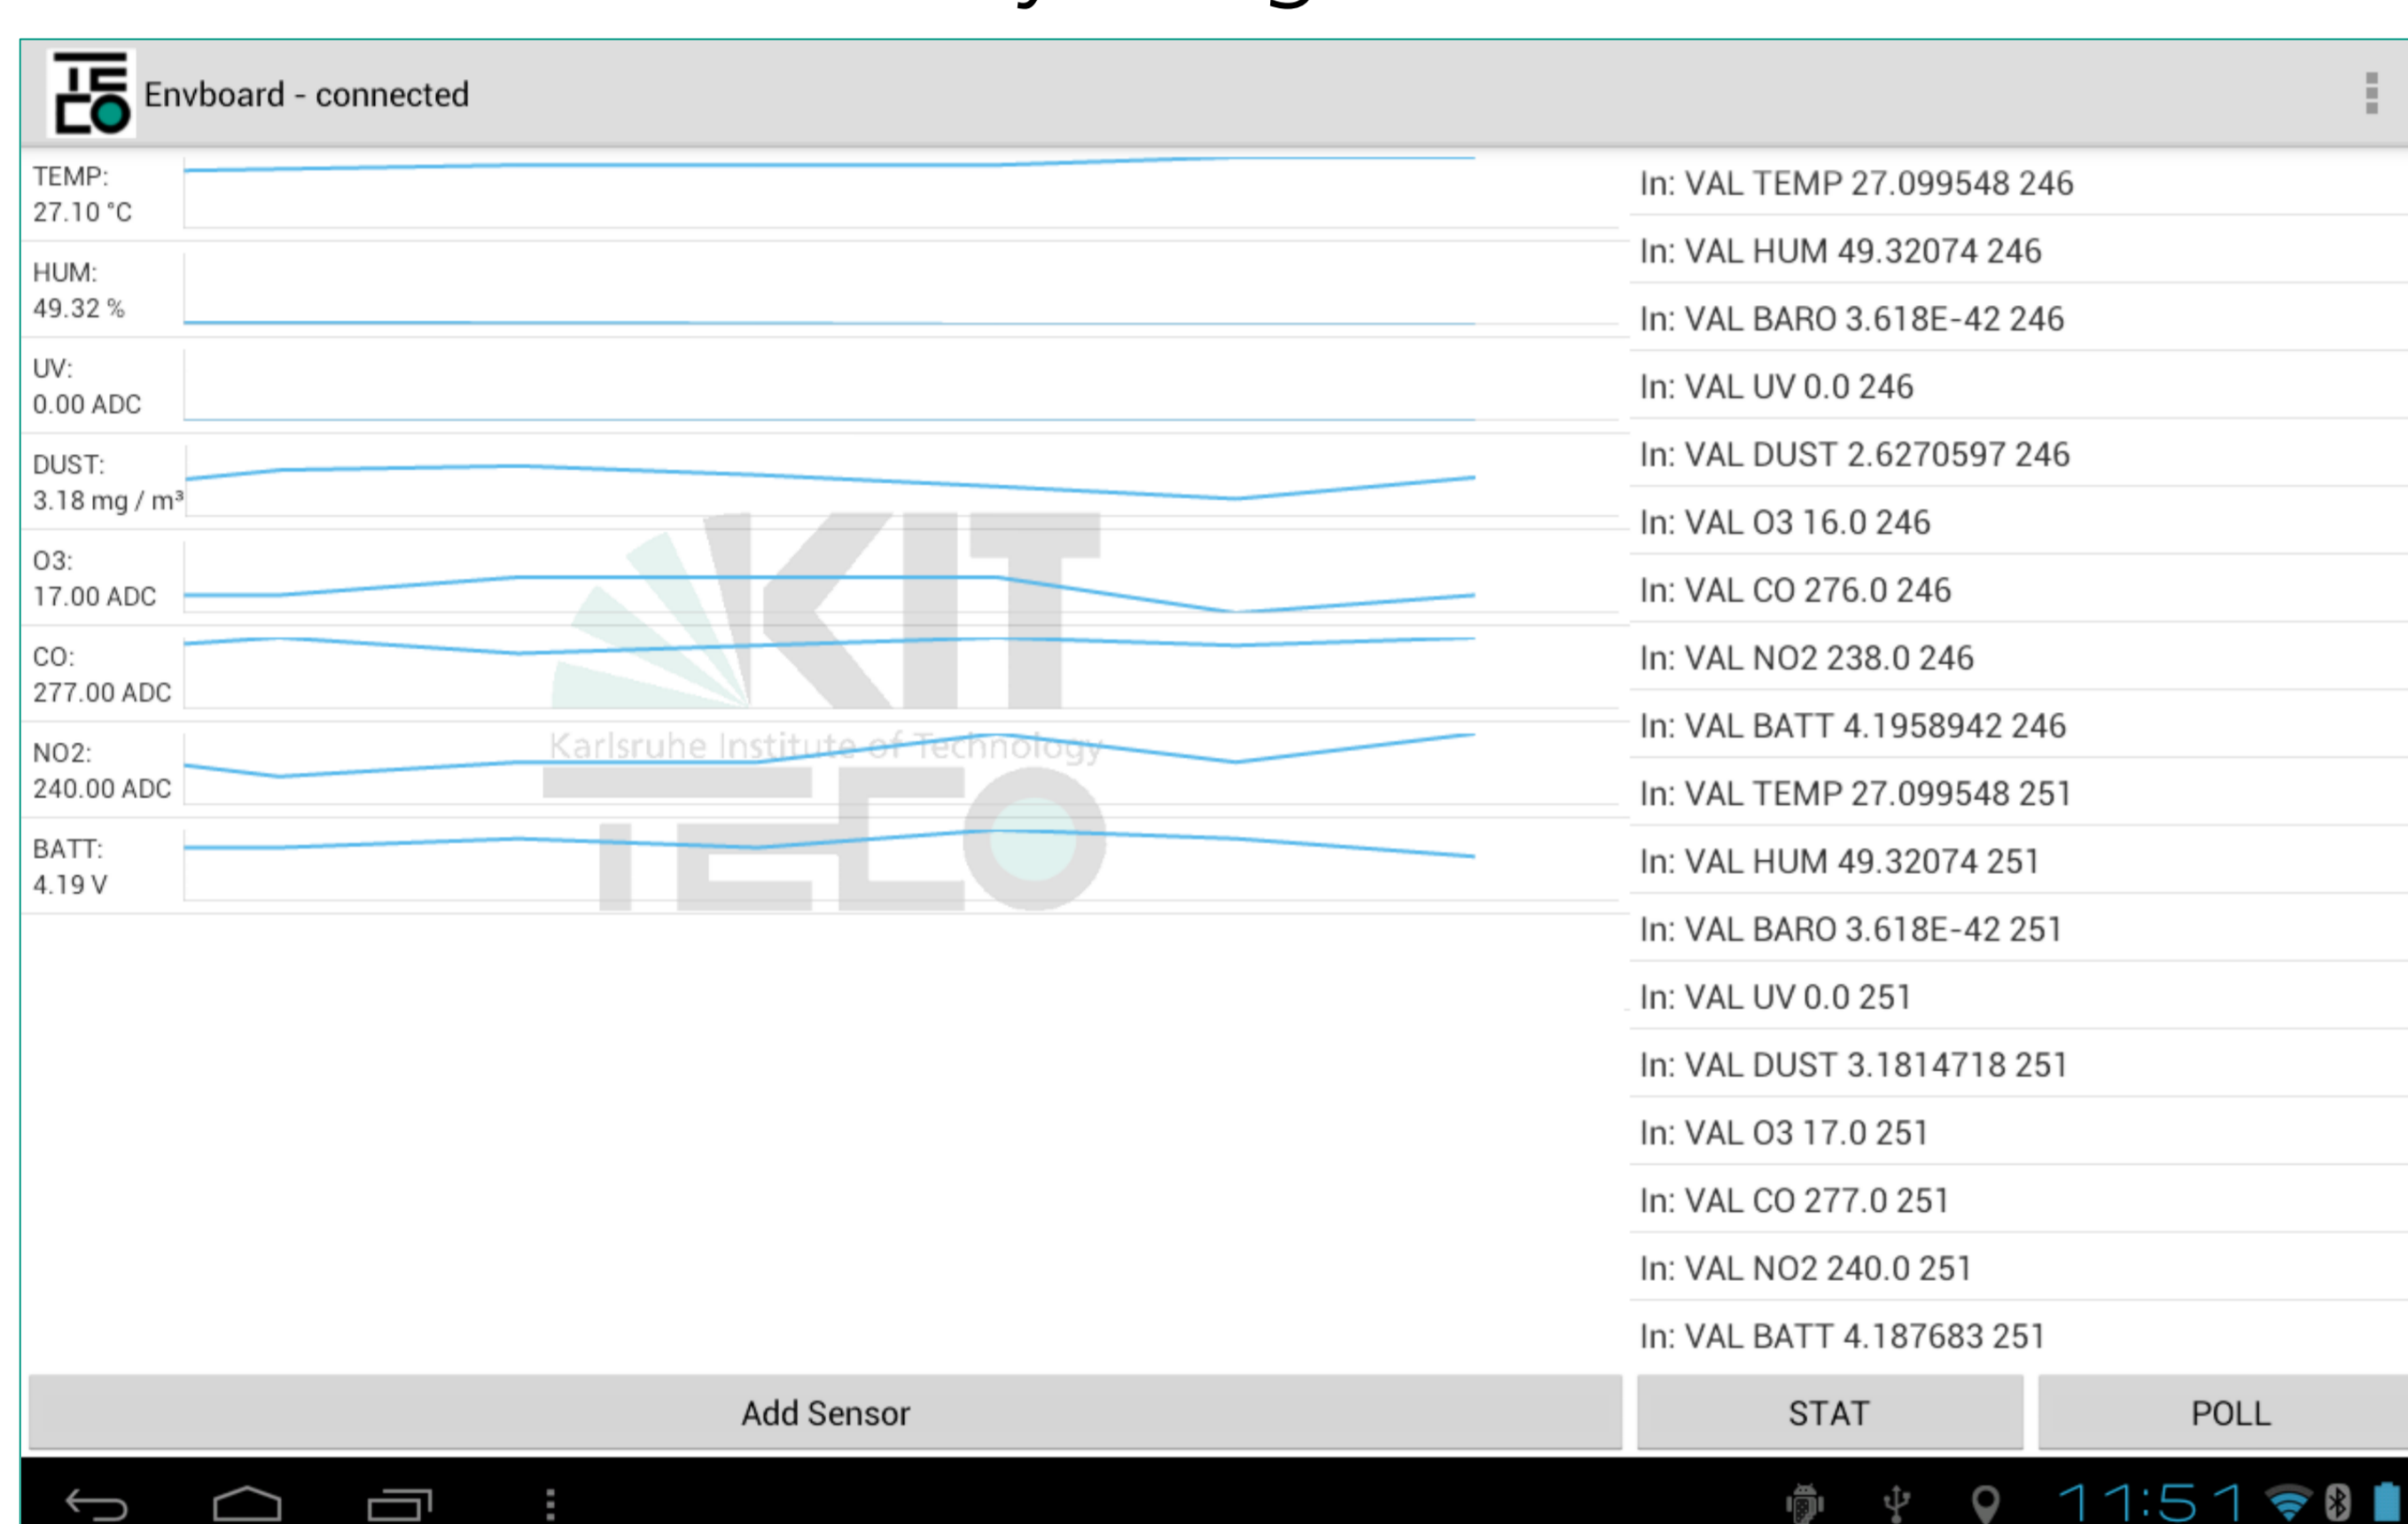 TECO
Envboard - connected
TEMP:
27.10 °C
HUM:
49.32 %
UV:
0.00 ADC
DUST:
3.18 mg / m³
O3:
17.00 ADC
CO:
277.00 ADC
NO2:
240.00 ADC
BATT:
4.19 V
KIT
Karlsruhe Institute of Technology
TECO
In: VAL TEMP 27.099548 246
In: VAL HUM 49.32074 246
In: VAL BARO 3.618E-42 246
In: VAL UV 0.0 246
In: VAL DUST 2.6270597 246
In: VAL O3 16.0 246
In: VAL CO 276.0 246
In: VAL NO2 238.0 246
In: VAL BATT 4.1958942 246
In: VAL TEMP 27.099548 251
In: VAL HUM 49.32074 251
In: VAL BARO 3.618E-42 251
In: VAL UV 0.0 251
In: VAL DUST 3.1814718 251
In: VAL O3 17.0 251
In: VAL CO 277.0 251
In: VAL NO2 240.0 251
In: VAL BATT 4.187683 251
Add Sensor
STAT
POLL
11:51